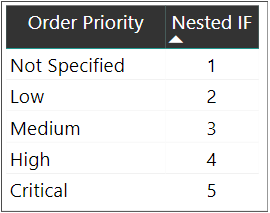 Order Priority Nested IF
Not Specified 1
Low 2
Medium 3
High 4
Critical 5